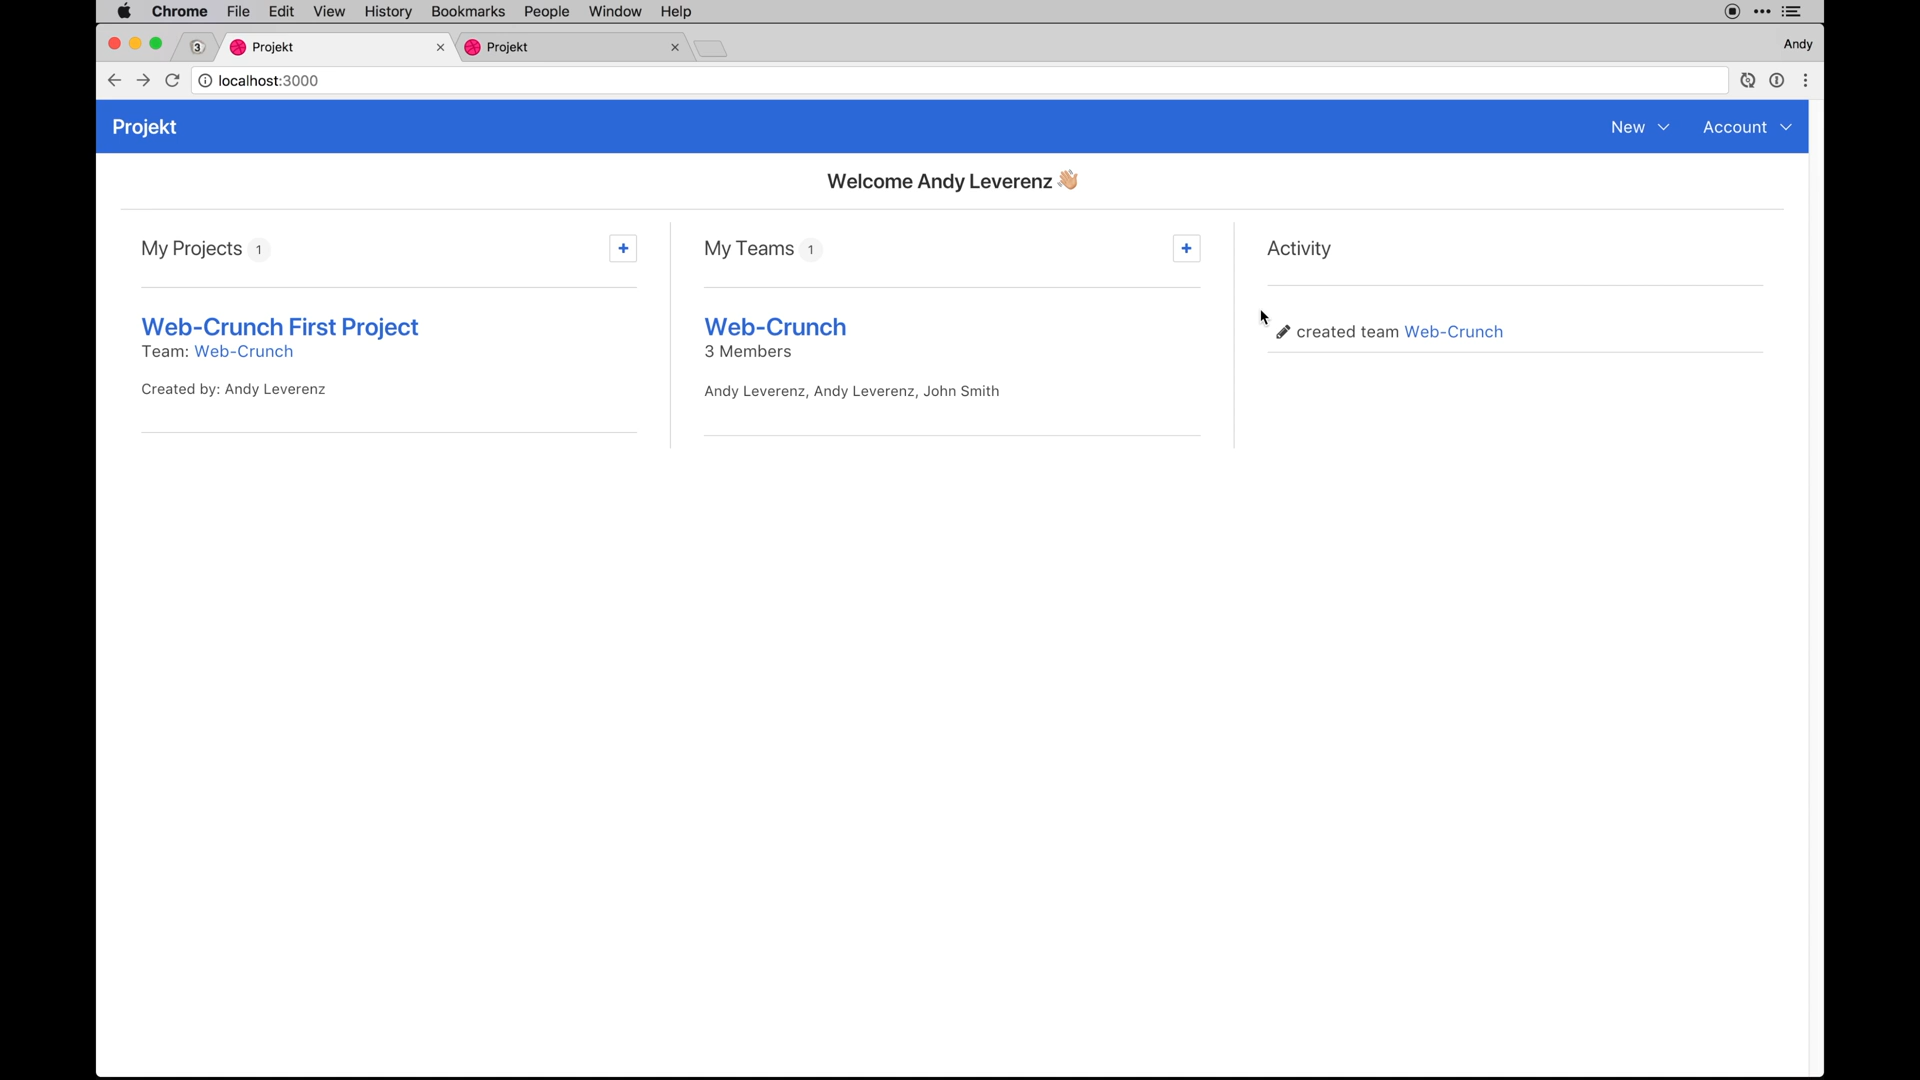 Chrome File Edit View History Bookmarks People Window Help
3 Projekt Projekt Andy
localhost:3000
Projekt New Account
Welcome Andy Leverenz 👋🏼
My Projects 1 +
Web-Crunch First Project
Team: Web-Crunch
Created by: Andy Leverenz
My Teams 1 +
Web-Crunch
3 Members
Andy Leverenz, Andy Leverenz, John Smith
Activity
created team Web-Crunch